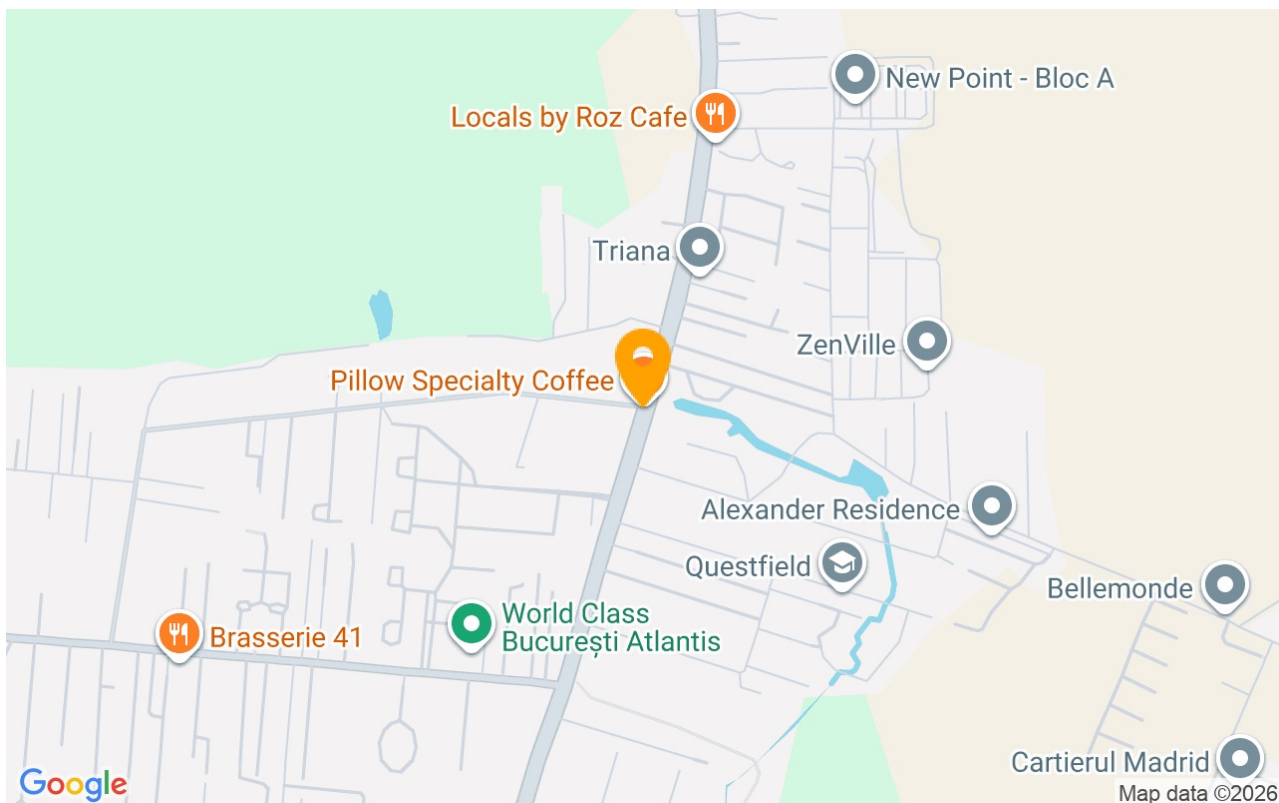 New Point - Bloc A
Locals by Roz Cafe
Triana
ZenVille
Pillow Specialty Coffee
Alexander Residence
Questfield
Bellemonde
World Class
București Atlantis
Brasserie 41
Cartierul Madrid
Google
Map data ©2026